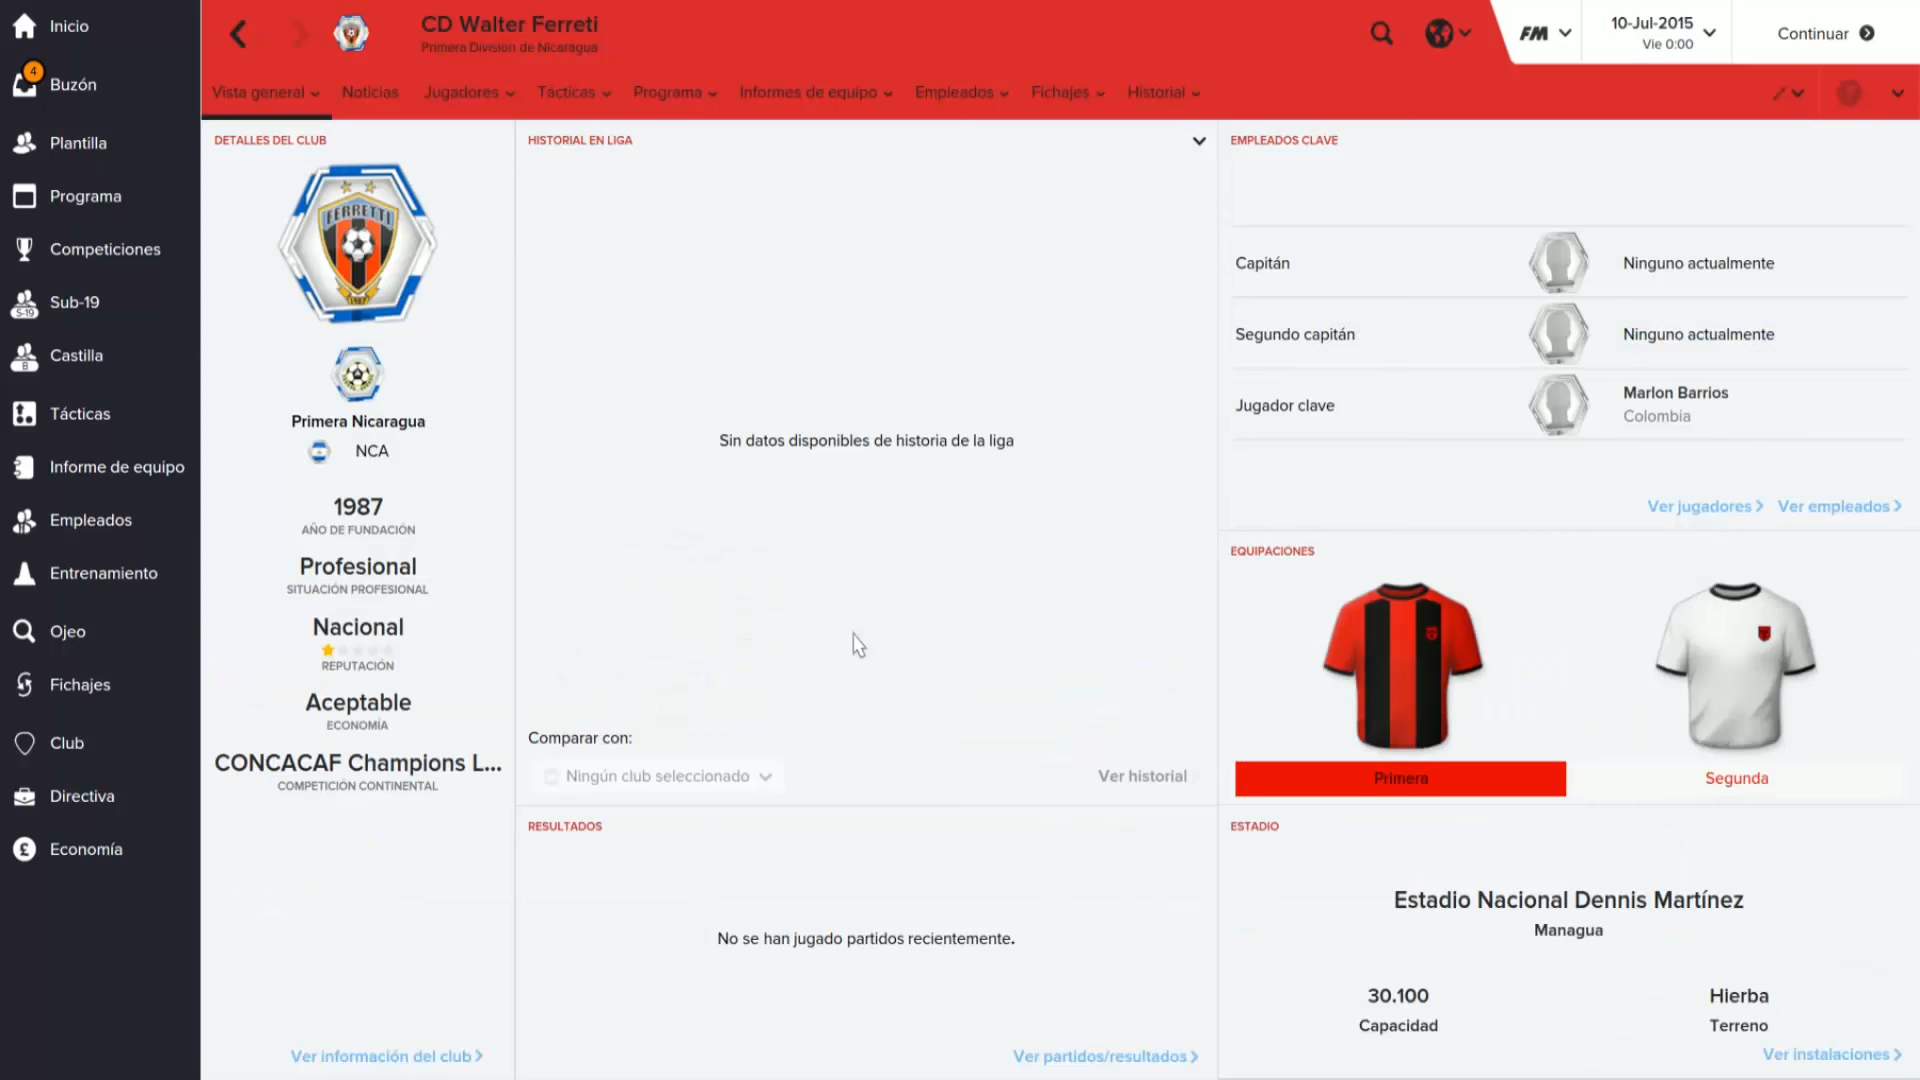 Inicio
4
Buzón
Plantilla
Programa
Competiciones
S-19
Sub-19
B
Castilla
Tácticas
Informe de equipo
Empleados
Entrenamiento
Ojeo
Fichajes
Club
Directiva
£
Economía
CD Walter Ferreti
Primera División de Nicaragua
FM
10-Jul-2015
Vie 0:00
Continuar
Vista general
Noticias
Jugadores
Tácticas
Programa
Informes de equipo
Empleados
Fichajes
Historial
DETALLES DEL CLUB
FERRETTI
1987
Primera Nicaragua
NCA
1987
AÑO DE FUNDACIÓN
Profesional
SITUACIÓN PROFESIONAL
Nacional
REPUTACIÓN
Aceptable
ECONOMÍA
CONCACAF Champions L...
COMPETICIÓN CONTINENTAL
Ver información del club
HISTORIAL EN LIGA
Sin datos disponibles de historia de la liga
Comparar con:
Ningún club seleccionado
Ver historial
RESULTADOS
No se han jugado partidos recientemente.
Ver partidos/resultados
EMPLEADOS CLAVE
Capitán
Ninguno actualmente
Segundo capitán
Ninguno actualmente
Jugador clave
Marlon Barrios
Colombia
Ver jugadores
Ver empleados
EQUIPACIONES
Primera
Segunda
ESTADIO
Estadio Nacional Dennis Martínez
Managua
30.100
Capacidad
Hierba
Terreno
Ver instalaciones